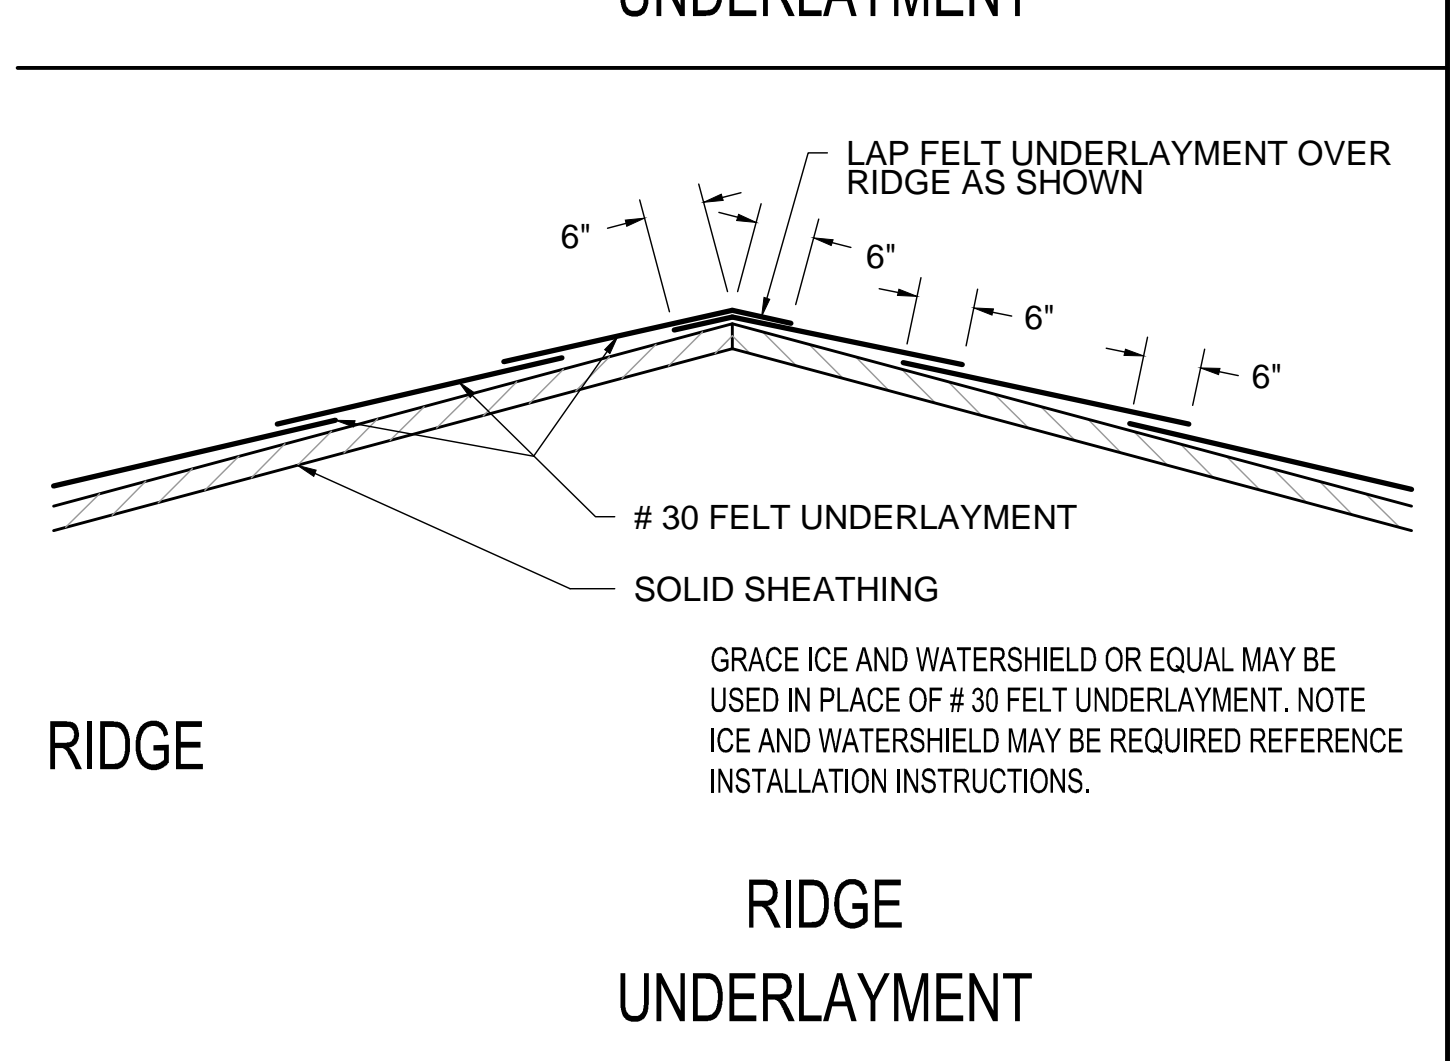 UNDERLAYMENT
LAP FELT UNDERLAYMENT OVER
RIDGE AS SHOWN
6"
6"
6"
6"
# 30 FELT UNDERLAYMENT
SOLID SHEATHING
GRACE ICE AND WATERSHIELD OR EQUAL MAY BE
USED IN PLACE OF # 30 FELT UNDERLAYMENT. NOTE
ICE AND WATERSHIELD MAY BE REQUIRED REFERENCE
INSTALLATION INSTRUCTIONS.
RIDGE
RIDGE
UNDERLAYMENT